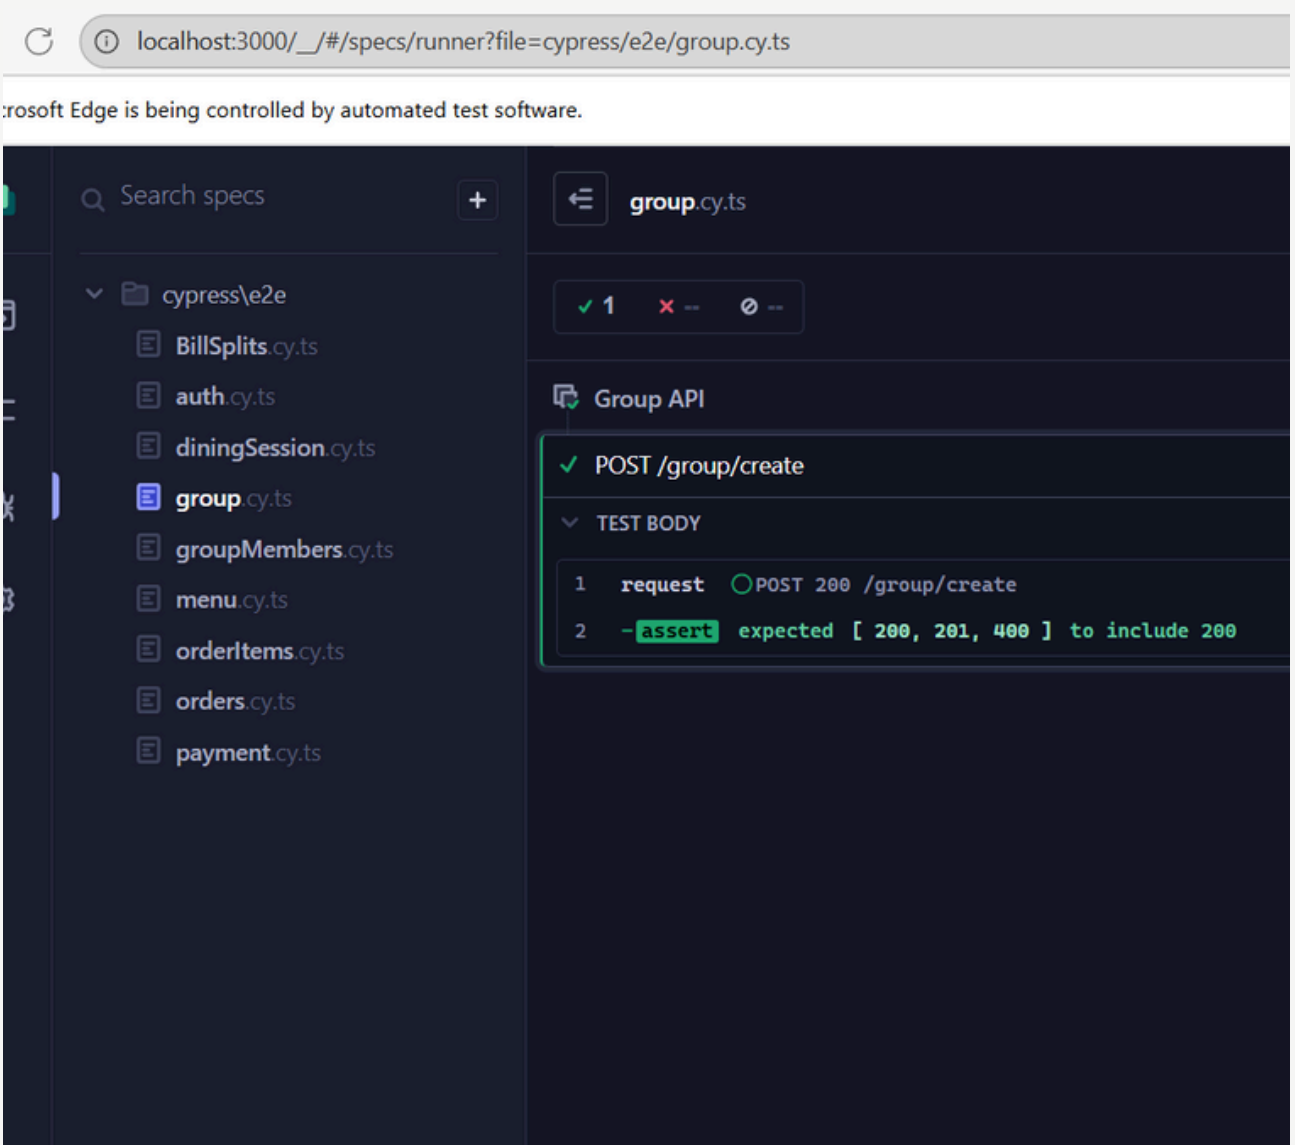 localhost:3000/__/#/specs/runner?file=cypress/e2e/group.cy.ts
crosoft Edge is being controlled by automated test software.
Search specs
+
cypress\e2e
BillSplits.cy.ts
auth.cy.ts
diningSession.cy.ts
group.cy.ts
groupMembers.cy.ts
menu.cy.ts
orderItems.cy.ts
orders.cy.ts
payment.cy.ts
group.cy.ts
1 -- --
Group API
POST /group/create
TEST BODY
1 request POST 200 /group/create
2 -assert expected [ 200, 201, 400 ] to include 200